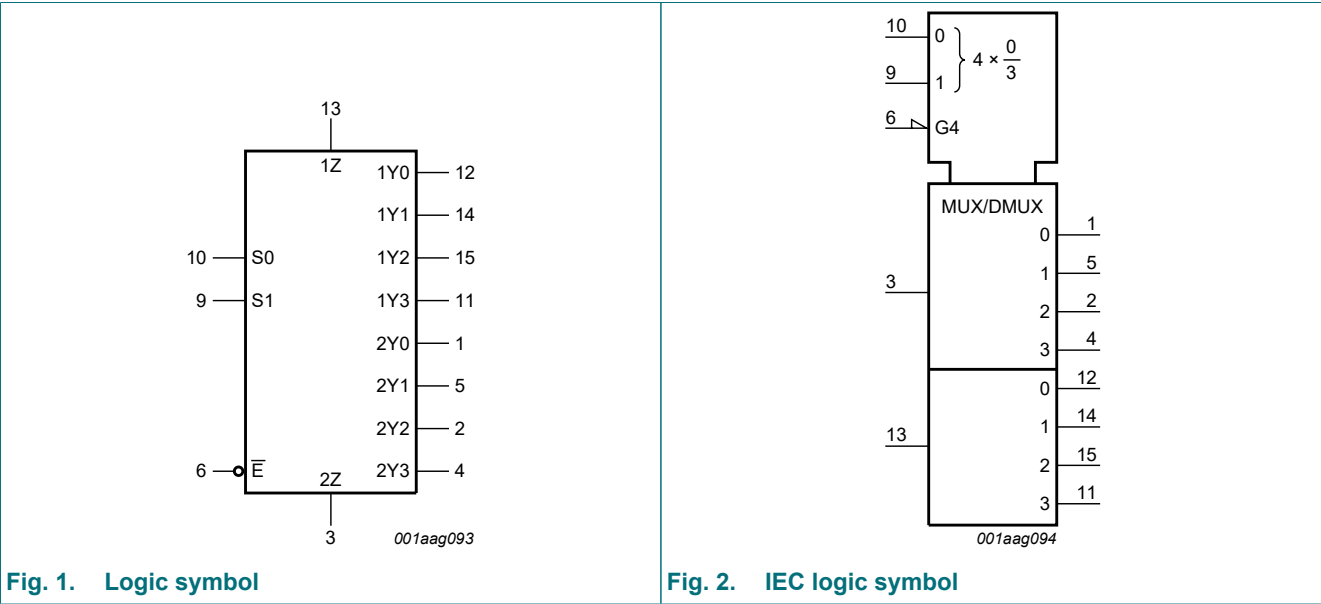 13
1Z
1Y0 12
1Y1 14
10 S0 1Y2 15
9 S1 1Y3 11
2Y0 1
2Y1 5
2Y2 2
6 E̅ 2Y3 4
2Z
3
001aag093
Fig. 1. Logic symbol
10 0
4 × 0/3
9 1
6 G4
MUX/DMUX
0 1
1 5
3
2 2
3 4
0 12
1 14
13
2 15
3 11
001aag094
Fig. 2. IEC logic symbol